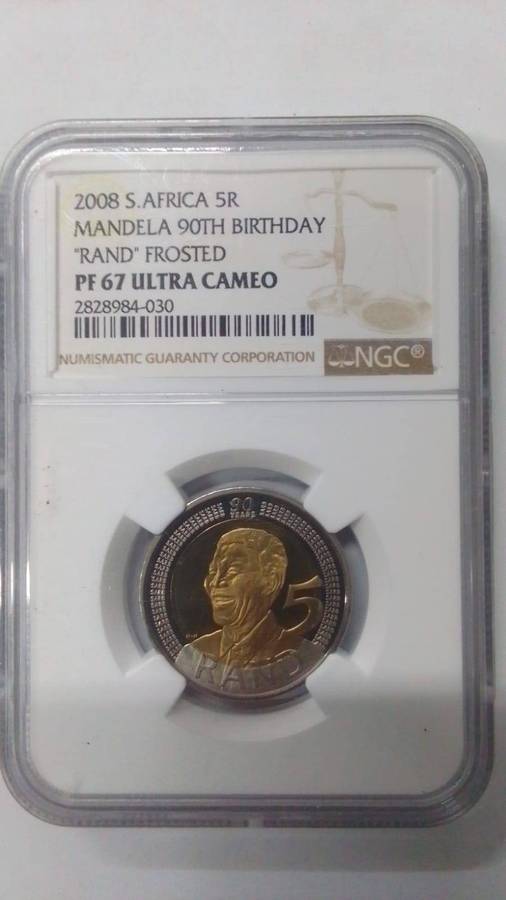 2008 S.AFRICA 5R
MANDELA 90TH BIRTHDAY
"RAND" FROSTED
PF 67 ULTRA CAMEO
2828984-030
NUMISMATIC GUARANTY CORPORATION NGC®
90
YEARS
5
RAND